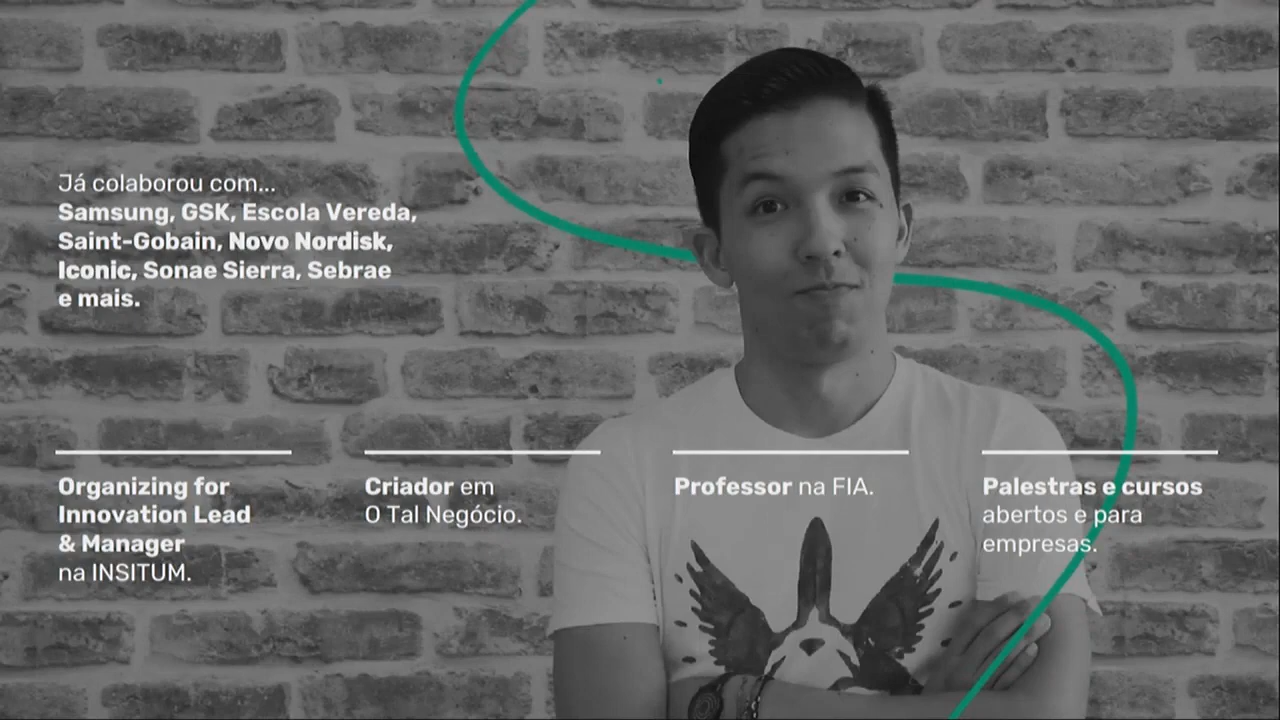 Já colaborou com...
Samsung, GSK, Escola Vereda,
Saint-Gobain, Novo Nordisk,
Iconic, Sonae Sierra, Sebrae
e mais.
Organizing for
Innovation Lead
& Manager
na INSITUM.
Criador em
O Tal Negócio.
Professor na FIA.
Palestras e cursos
abertos e para
empresas.